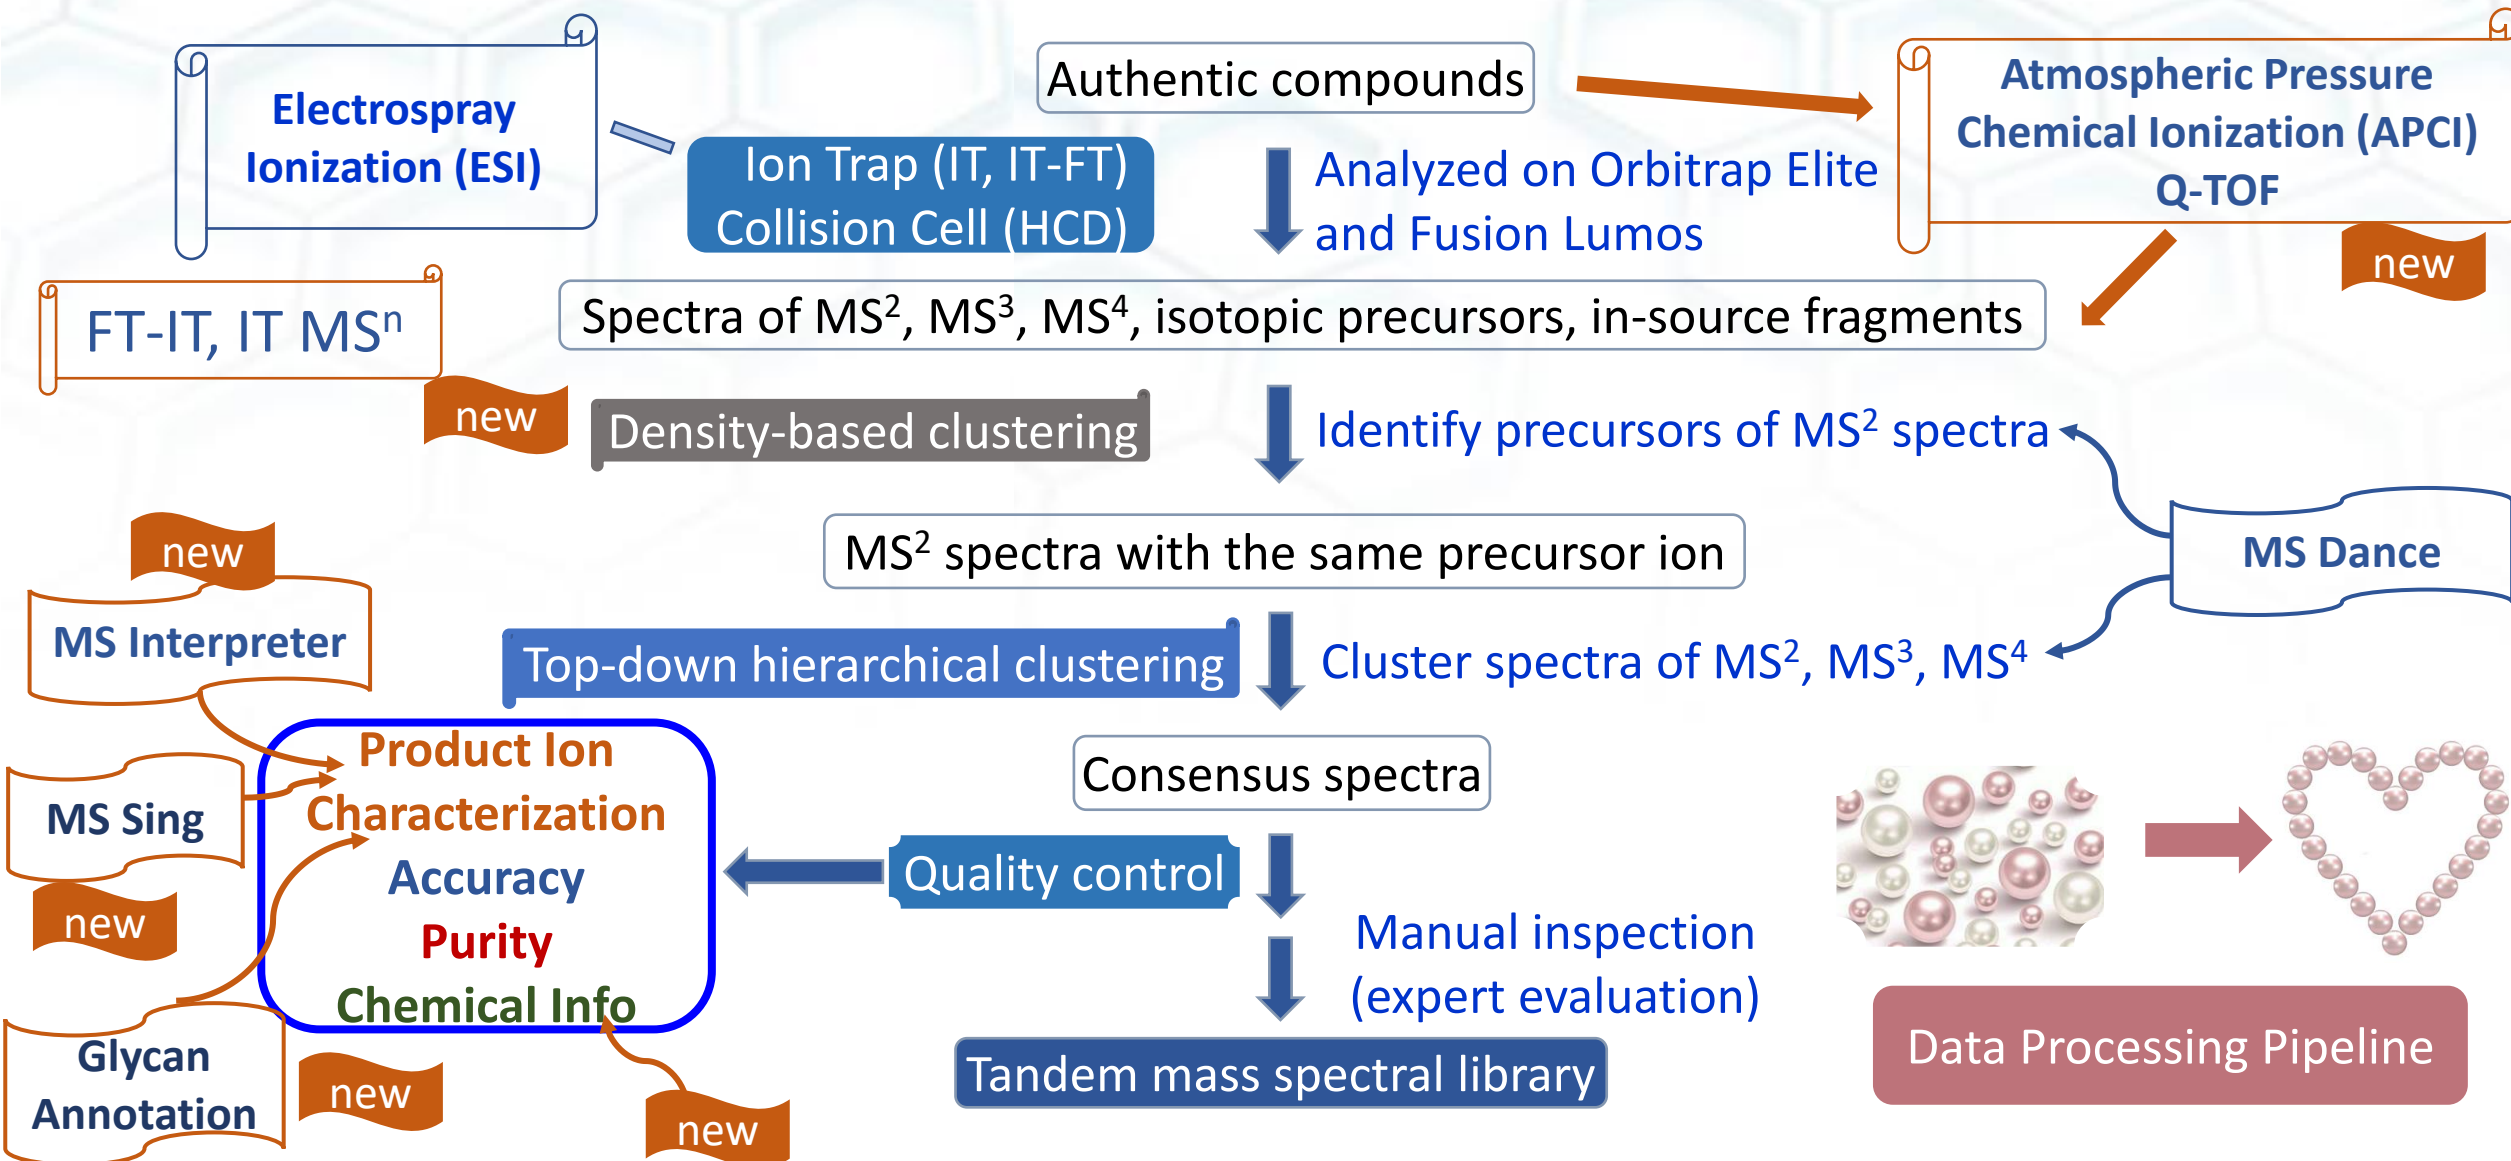 Electrospray
Ionization (ESI)
Authentic compounds
Atmospheric Pressure
Chemical Ionization (APCI)
Q-TOF
new
Ion Trap (IT, IT-FT)
Collision Cell (HCD)
Analyzed on Orbitrap Elite
and Fusion Lumos
FT-IT, IT MSⁿ
new
Spectra of MS², MS³, MS⁴, isotopic precursors, in-source fragments
Density-based clustering
Identify precursors of MS² spectra
MS² spectra with the same precursor ion
MS Dance
new
MS Interpreter
Top-down hierarchical clustering
Cluster spectra of MS², MS³, MS⁴
Consensus spectra
Product Ion
Characterization
Accuracy
Purity
Chemical Info
MS Sing
new
Quality control
Manual inspection
(expert evaluation)
Glycan
Annotation
new
new
Tandem mass spectral library
Data Processing Pipeline